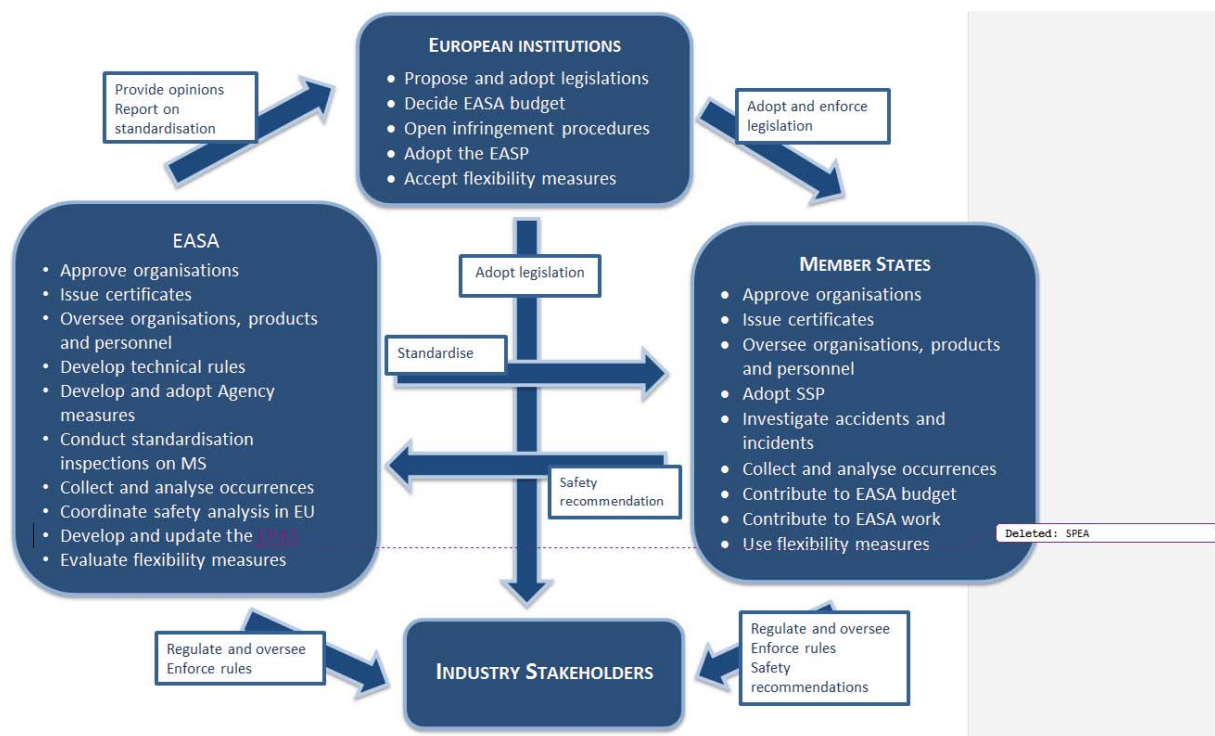 EUROPEAN INSTITUTIONS
• Propose and adopt legislations
• Decide EASA budget
• Open infringement procedures
• Adopt the EASP
• Accept flexibility measures
Provide opinions
Report on
standardisation
Adopt and enforce
legislation
EASA
• Approve organisations
• Issue certificates
• Oversee organisations, products
and personnel
• Develop technical rules
• Develop and adopt Agency
measures
• Conduct standardisation
inspections on MS
• Collect and analyse occurrences
• Coordinate safety analysis in EU
• Develop and update the
• Evaluate flexibility measures
Adopt legislation
Standardise
Safety
recommendation
MEMBER STATES
• Approve organisations
• Issue certificates
• Oversee organisations, products
and personnel
• Adopt SSP
• Investigate accidents and
incidents
• Collect and analyse occurrences
• Contribute to EASA budget
• Contribute to EASA work
• Use flexibility measures
Deleted: SPEA
Regulate and oversee
Enforce rules
INDUSTRY STAKEHOLDERS
Regulate and oversee
Enforce rules
Safety
recommendations